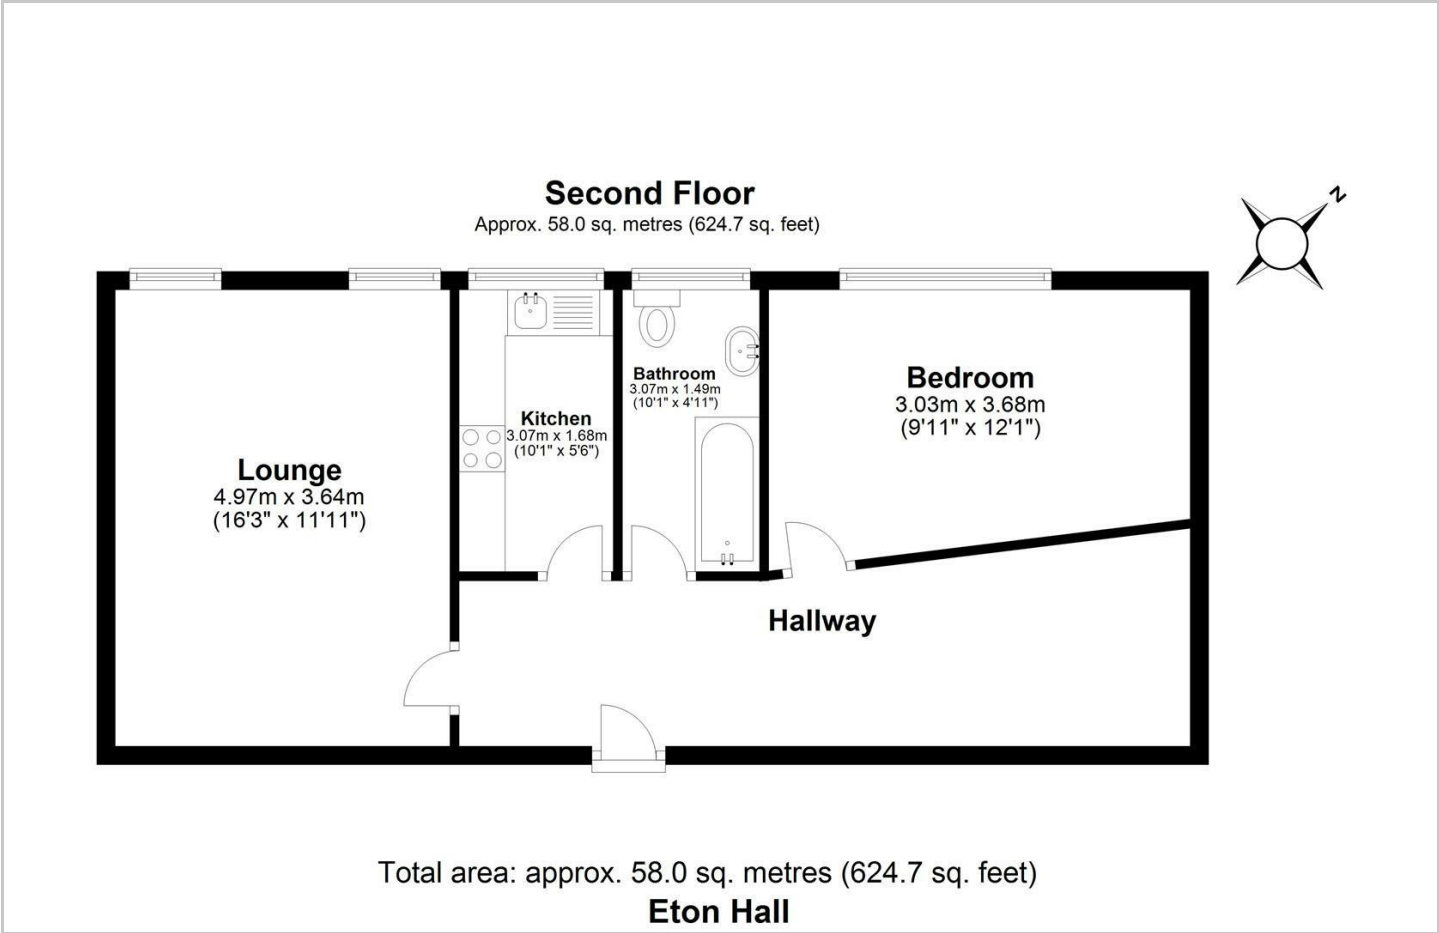 Second Floor
Approx. 58.0 sq. metres (624.7 sq. feet)
N
Bathroom
3.07m x 1.49m
(10'1" x 4'11")
Bedroom
3.03m x 3.68m
(9'11" x 12'1")
Kitchen
3.07m x 1.68m
(10'1" x 5'6")
Lounge
4.97m x 3.64m
(16'3" x 11'11")
Hallway
Total area: approx. 58.0 sq. metres (624.7 sq. feet)
Eton Hall